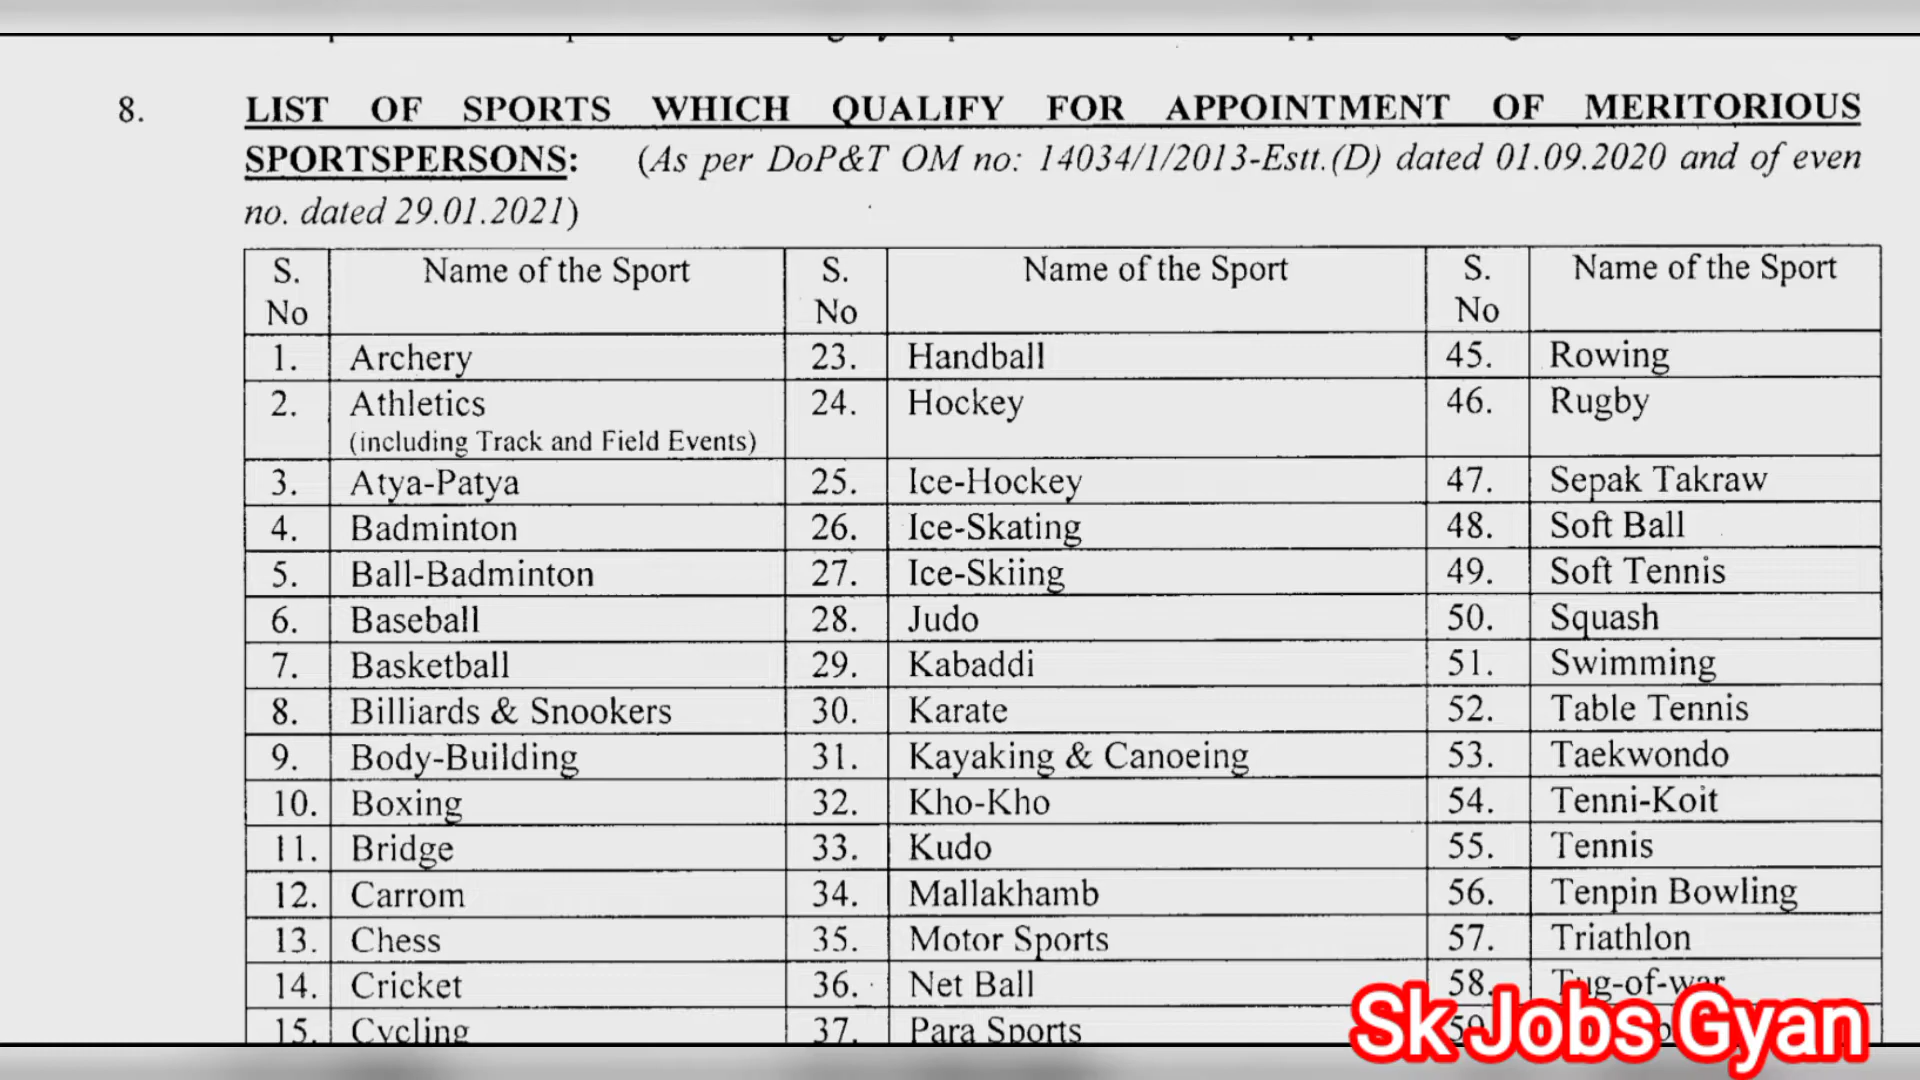 8. LIST OF SPORTS WHICH QUALIFY FOR APPOINTMENT OF MERITORIOUS
SPORTSPERSONS: (As per DoP&T OM no: 14034/1/2013-Estt.(D) dated 01.09.2020 and of even
no. dated 29.01.2021)
S. No Name of the Sport S. No Name of the Sport S. No Name of the Sport
1. Archery 23. Handball 45. Rowing
2. Athletics 24. Hockey 46. Rugby
(including Track and Field Events)
3. Atya-Patya 25. Ice-Hockey 47. Sepak Takraw
4. Badminton 26. Ice-Skating 48. Soft Ball
5. Ball-Badminton 27. Ice-Skiing 49. Soft Tennis
6. Baseball 28. Judo 50. Squash
7. Basketball 29. Kabaddi 51. Swimming
8. Billiards & Snookers 30. Karate 52. Table Tennis
9. Body-Building 31. Kayaking & Canoeing 53. Taekwondo
10. Boxing 32. Kho-Kho 54. Tenni-Koit
11. Bridge 33. Kudo 55. Tennis
12. Carrom 34. Mallakhamb 56. Tenpin Bowling
13. Chess 35. Motor Sports 57. Triathlon
14. Cricket 36. Net Ball 58. Tug-of-war
15. Cycling 37. Para Sports
Sk Jobs Gyan